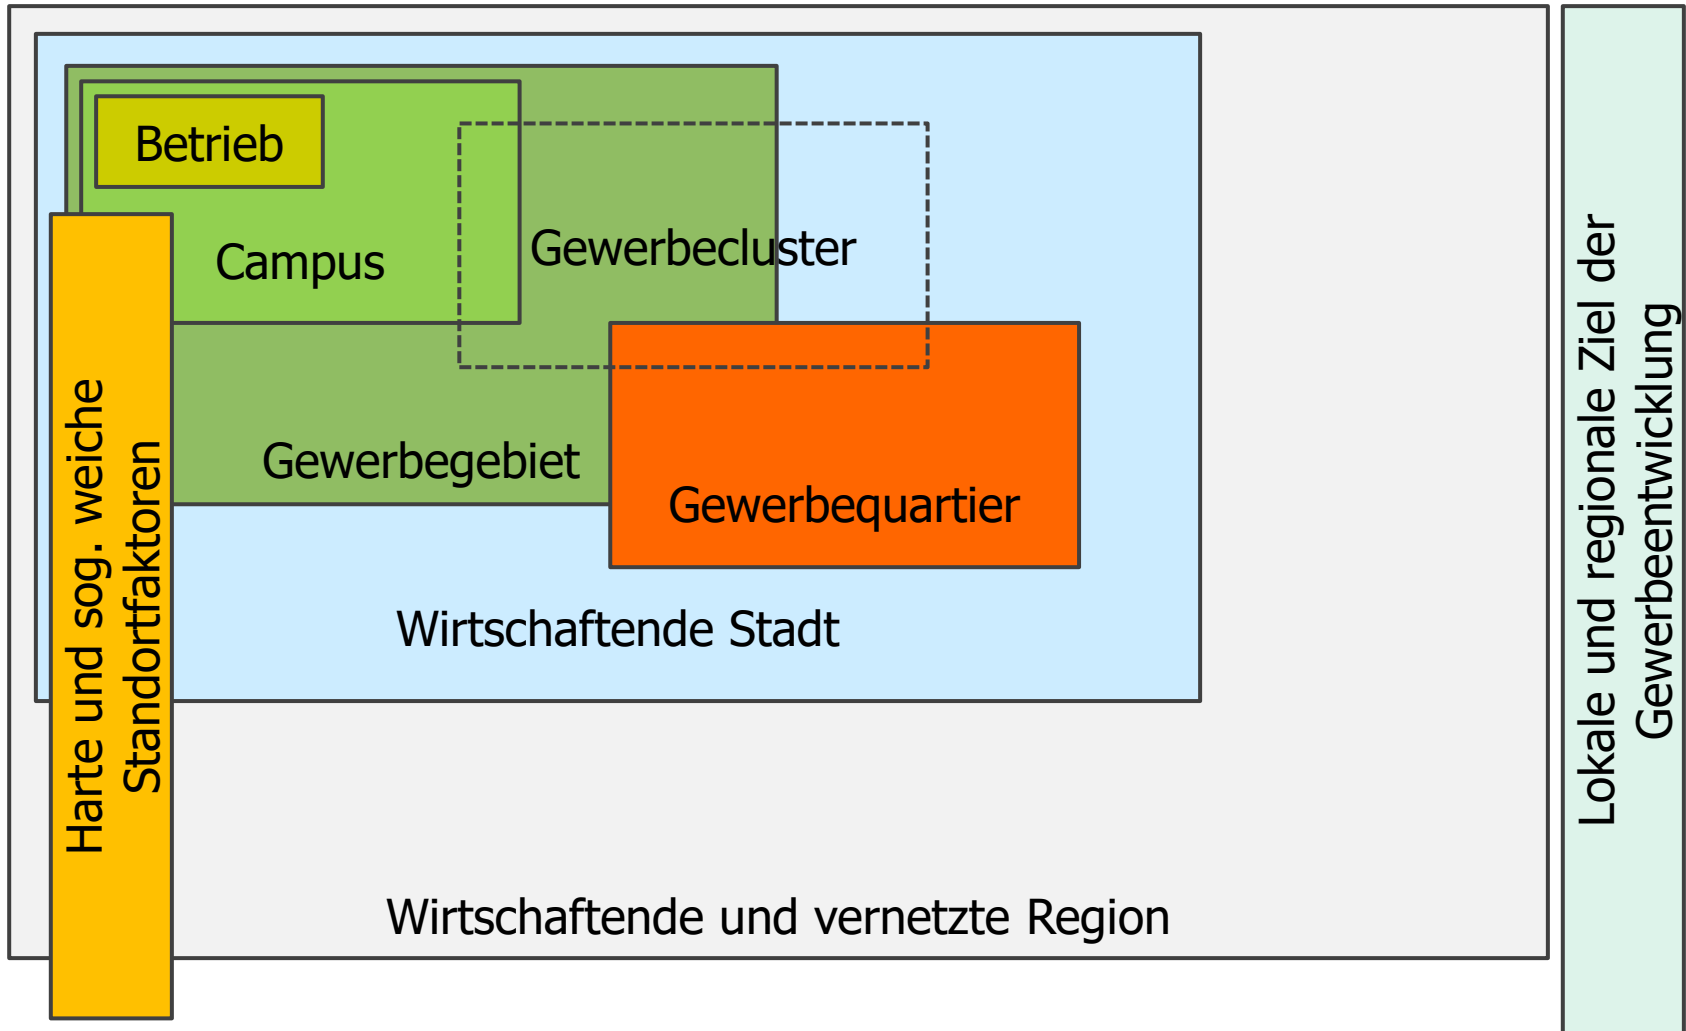 Betrieb
Campus
Gewerbecluster
Gewerbegebiet
Gewerbequartier
Wirtschaftende Stadt
Wirtschaftende und vernetzte Region
Harte und sog. weiche
Standortfaktoren
Lokale und regionale Ziel der
Gewerbeentwicklung